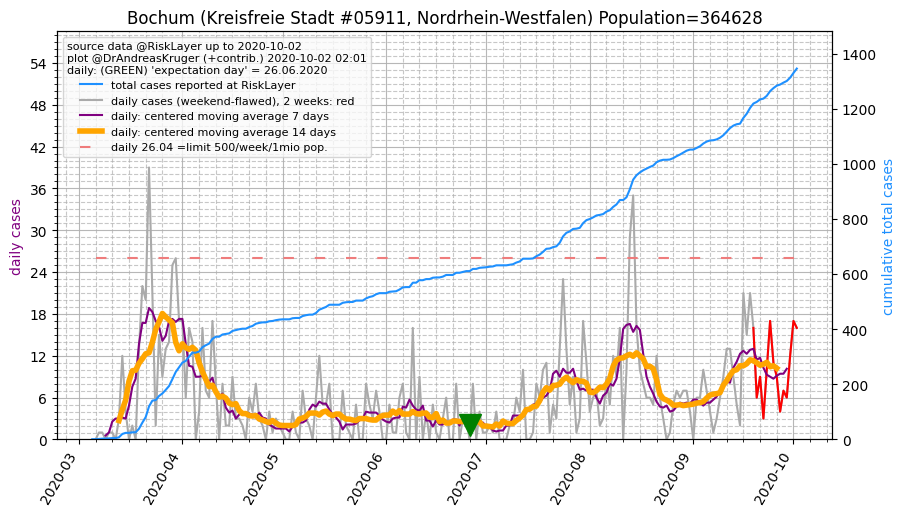 Bochum (Kreisfreie Stadt #05911, Nordrhein-Westfalen) Population=364628
source data @RiskLayer up to 2020-10-02
plot @DrAndreasKruger (+contrib.) 2020-10-02 02:01
daily: (GREEN) 'expectation day' = 26.06.2020
total cases reported at RiskLayer
daily cases (weekend-flawed), 2 weeks: red
daily: centered moving average 7 days
daily: centered moving average 14 days
daily 26.04 =limit 500/week/1mio pop.
daily cases
54
48
42
36
30
24
18
12
6
0
cumulative total cases
1400
1200
1000
800
600
400
200
0
2020-03
2020-04
2020-05
2020-06
2020-07
2020-08
2020-09
2020-10